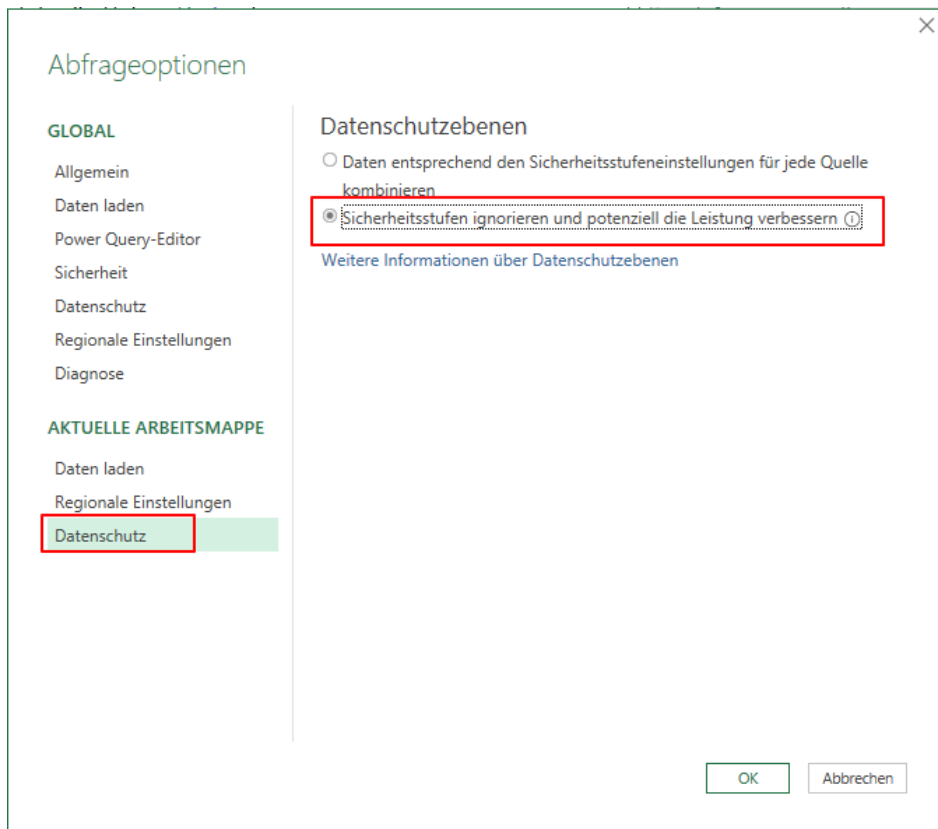 Abfrageoptionen
GLOBAL
Allgemein
Daten laden
Power Query-Editor
Sicherheit
Datenschutz
Regionale Einstellungen
Diagnose
AKTUELLE ARBEITSMAPPE
Daten laden
Regionale Einstellungen
Datenschutz
Datenschutzebenen
Daten entsprechend den Sicherheitsstufeneinstellungen für jede Quelle
kombinieren
Sicherheitsstufen ignorieren und potenziell die Leistung verbessern
Weitere Informationen über Datenschutzebenen
OK
Abbrechen